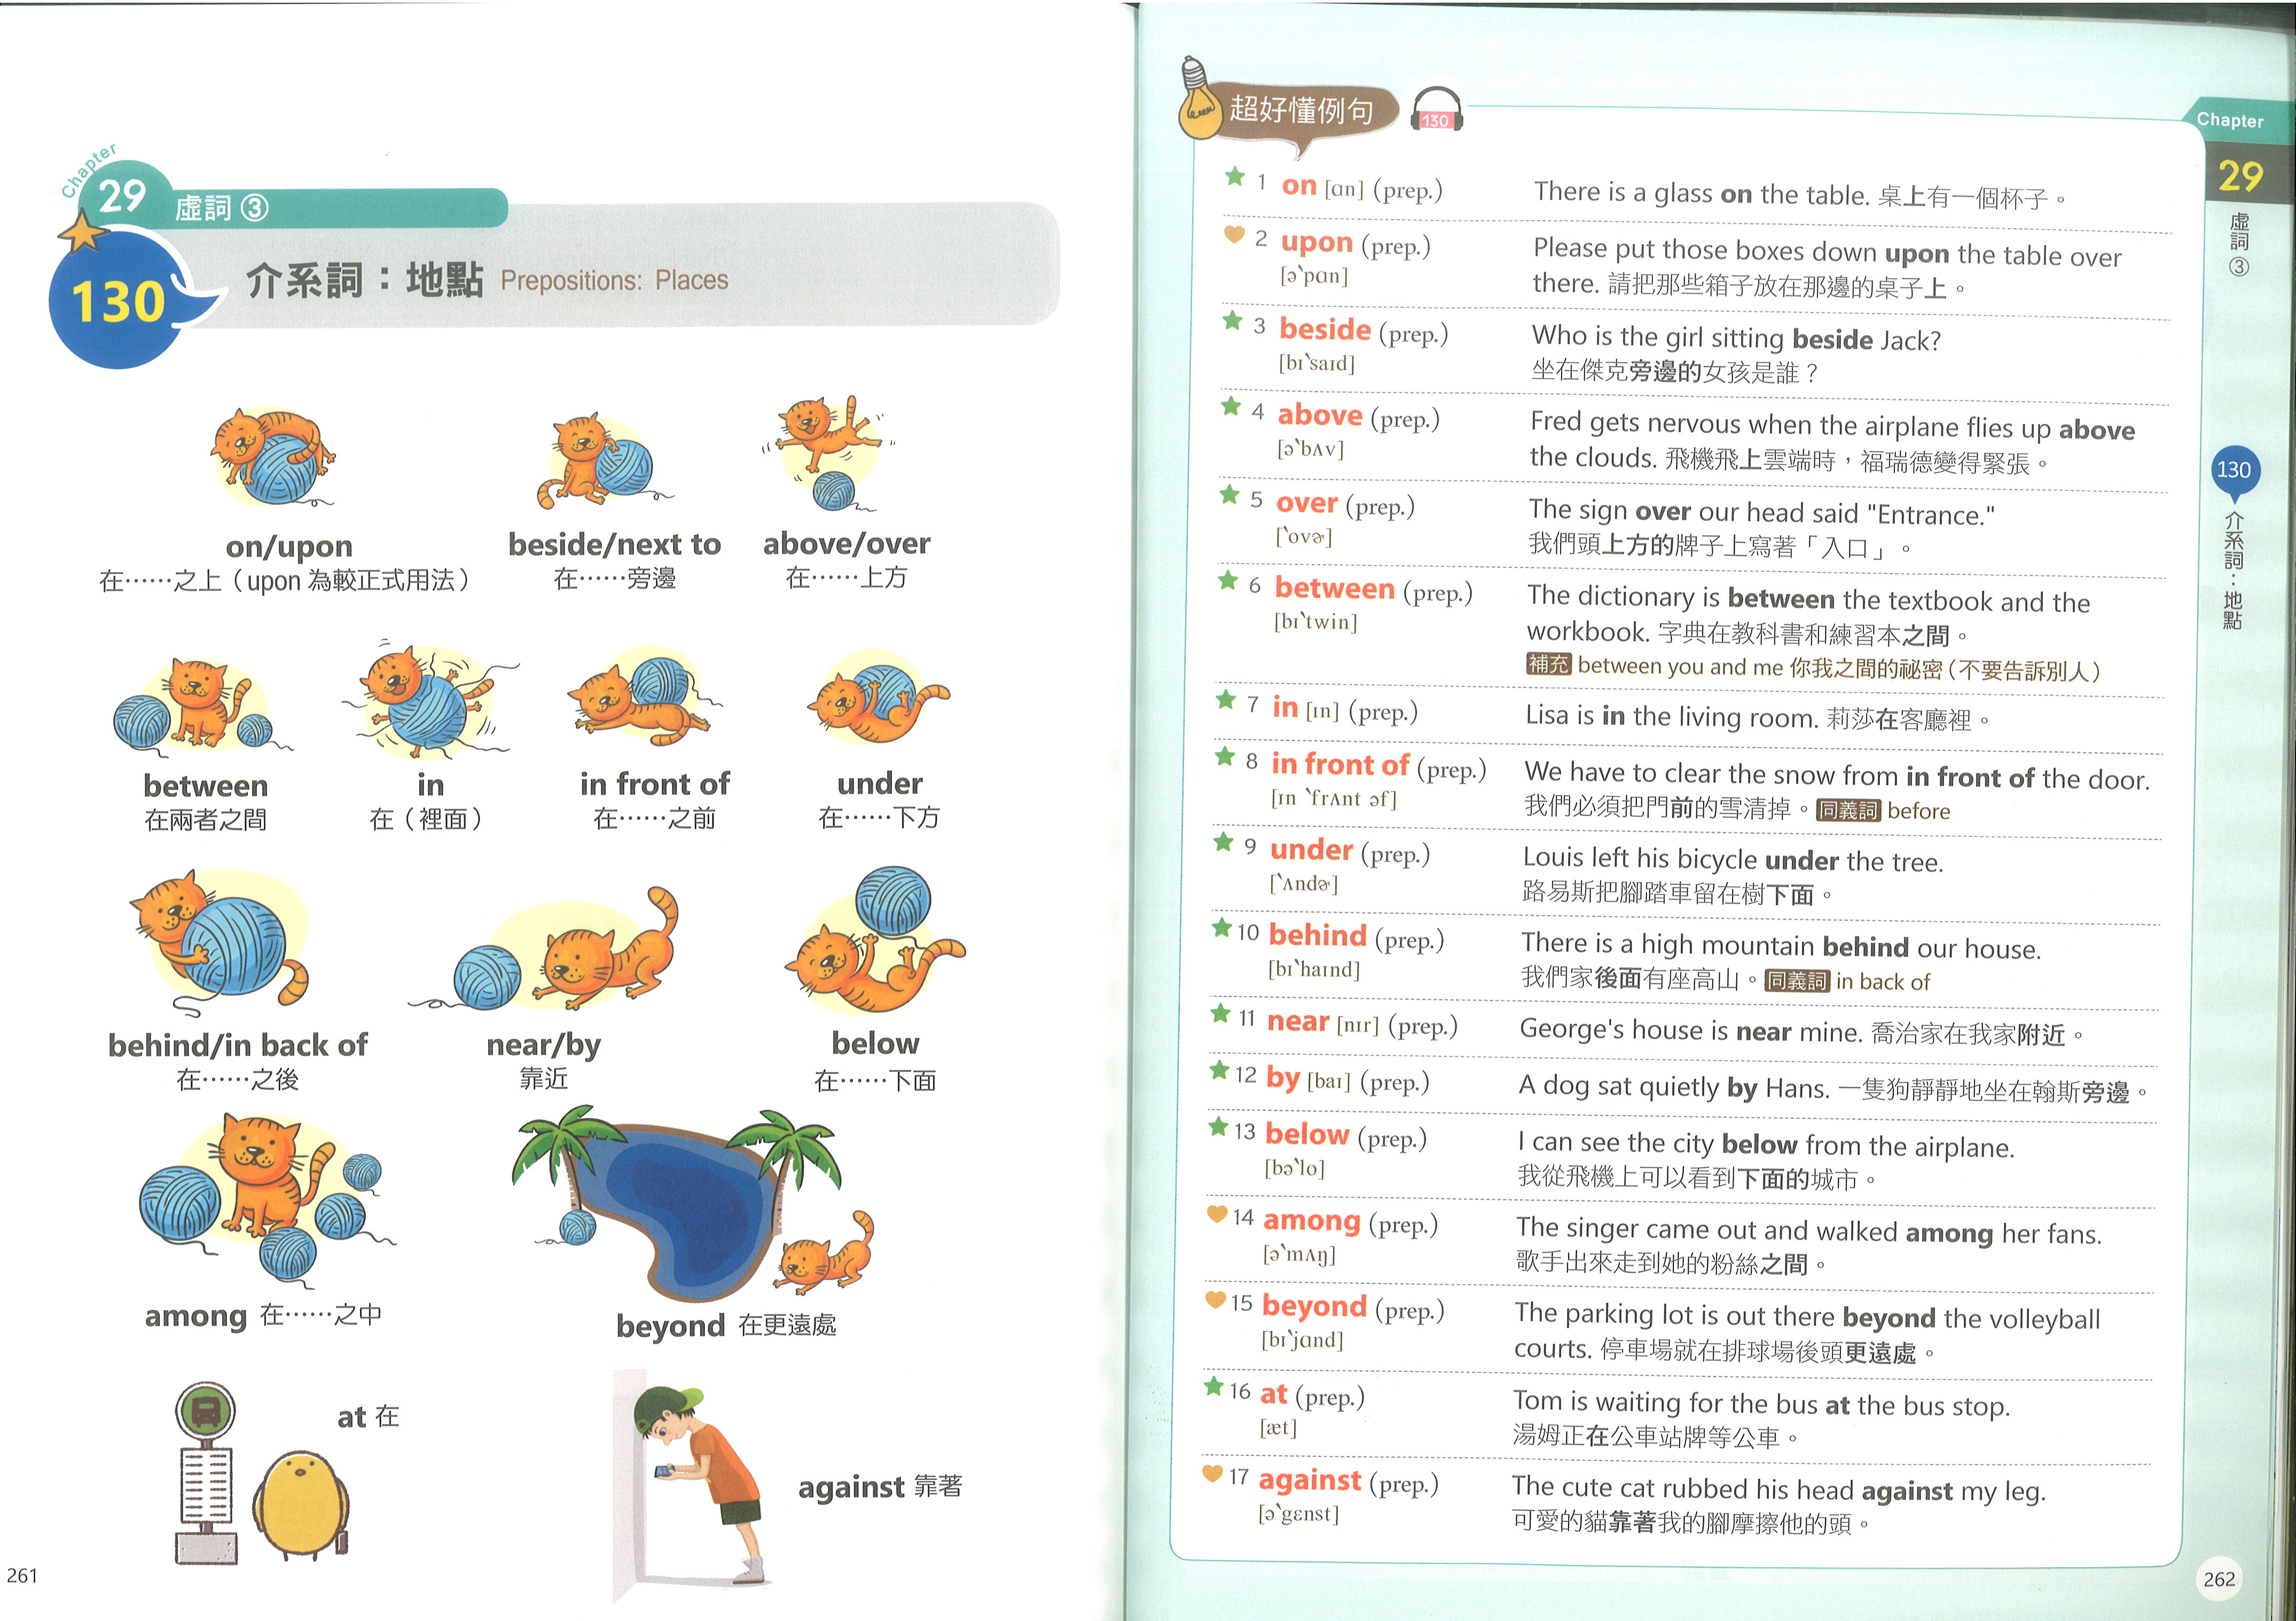 Chapter
29 虛詞③
130
介系詞：地點 Prepositions: Places
on/upon
在……之上（upon 為較正式用法）
beside/next to
在……旁邊
above/over
在……上方
between
在兩者之間
in
在（裡面）
in front of
在……之前
under
在……下方
behind/in back of
在……之後
near/by
靠近
below
在……下面
among 在……之中
beyond 在更遠處
at 在
against 靠著
261
超好懂例句
130
1 on [ɑn] (prep.) There is a glass on the table. 桌上有一個杯子。
2 upon (prep.) Please put those boxes down upon the table over
[əˋpɑn] there. 請把那些箱子放在那邊的桌子上。
3 beside (prep.) Who is the girl sitting beside Jack?
[bɪˋsaɪd] 坐在傑克旁邊的女孩是誰？
4 above (prep.) Fred gets nervous when the airplane flies up above
[əˋbʌv] the clouds. 飛機飛上雲端時，福瑞德變得緊張。
5 over (prep.) The sign over our head said "Entrance."
[ˋovɚ] 我們頭上方的牌子上寫著「入口」。
6 between (prep.) The dictionary is between the textbook and the
[bɪˋtwin] workbook. 字典在教科書和練習本之間。
補充 between you and me 你我之間的祕密（不要告訴別人）
7 in [ɪn] (prep.) Lisa is in the living room. 莉莎在客廳裡。
8 in front of (prep.) We have to clear the snow from in front of the door.
[ɪn ˋfrʌnt əf] 我們必須把門前的雪清掉。同義詞 before
9 under (prep.) Louis left his bicycle under the tree.
[ˋʌndɚ] 路易斯把腳踏車留在樹下面。
10 behind (prep.) There is a high mountain behind our house.
[bɪˋhaɪnd] 我們家後面有座高山。同義詞 in back of
11 near [nɪr] (prep.) George's house is near mine. 喬治家在我家附近。
12 by [baɪ] (prep.) A dog sat quietly by Hans. 一隻狗靜靜地坐在翰斯旁邊。
13 below (prep.) I can see the city below from the airplane.
[bəˋlo] 我從飛機上可以看到下面的城市。
14 among (prep.) The singer came out and walked among her fans.
[əˋmʌŋ] 歌手出來走到她的粉絲之間。
15 beyond (prep.) The parking lot is out there beyond the volleyball
[bɪˋjɑnd] courts. 停車場就在排球場後頭更遠處。
16 at (prep.) Tom is waiting for the bus at the bus stop.
[æt] 湯姆正在公車站牌等公車。
17 against (prep.) The cute cat rubbed his head against my leg.
[əˋgɛnst] 可愛的貓靠著我的腳摩擦他的頭。
Chapter
29
虛詞③
130
介系詞：地點
262